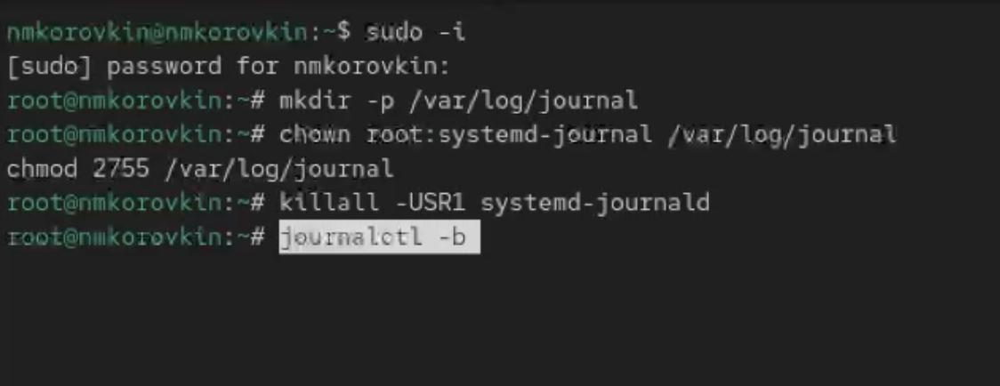 nmkorovkin@nmkorovkin:~$ sudo -i
[sudo] password for nmkorovkin:
root@nmkorovkin:~# mkdir -p /var/log/journal
root@nmkorovkin:~# chown root:systemd-journal /var/log/journal
chmod 2755 /var/log/journal
root@nmkorovkin:~# killall -USR1 systemd-journald
root@nmkorovkin:~# journalctl -b